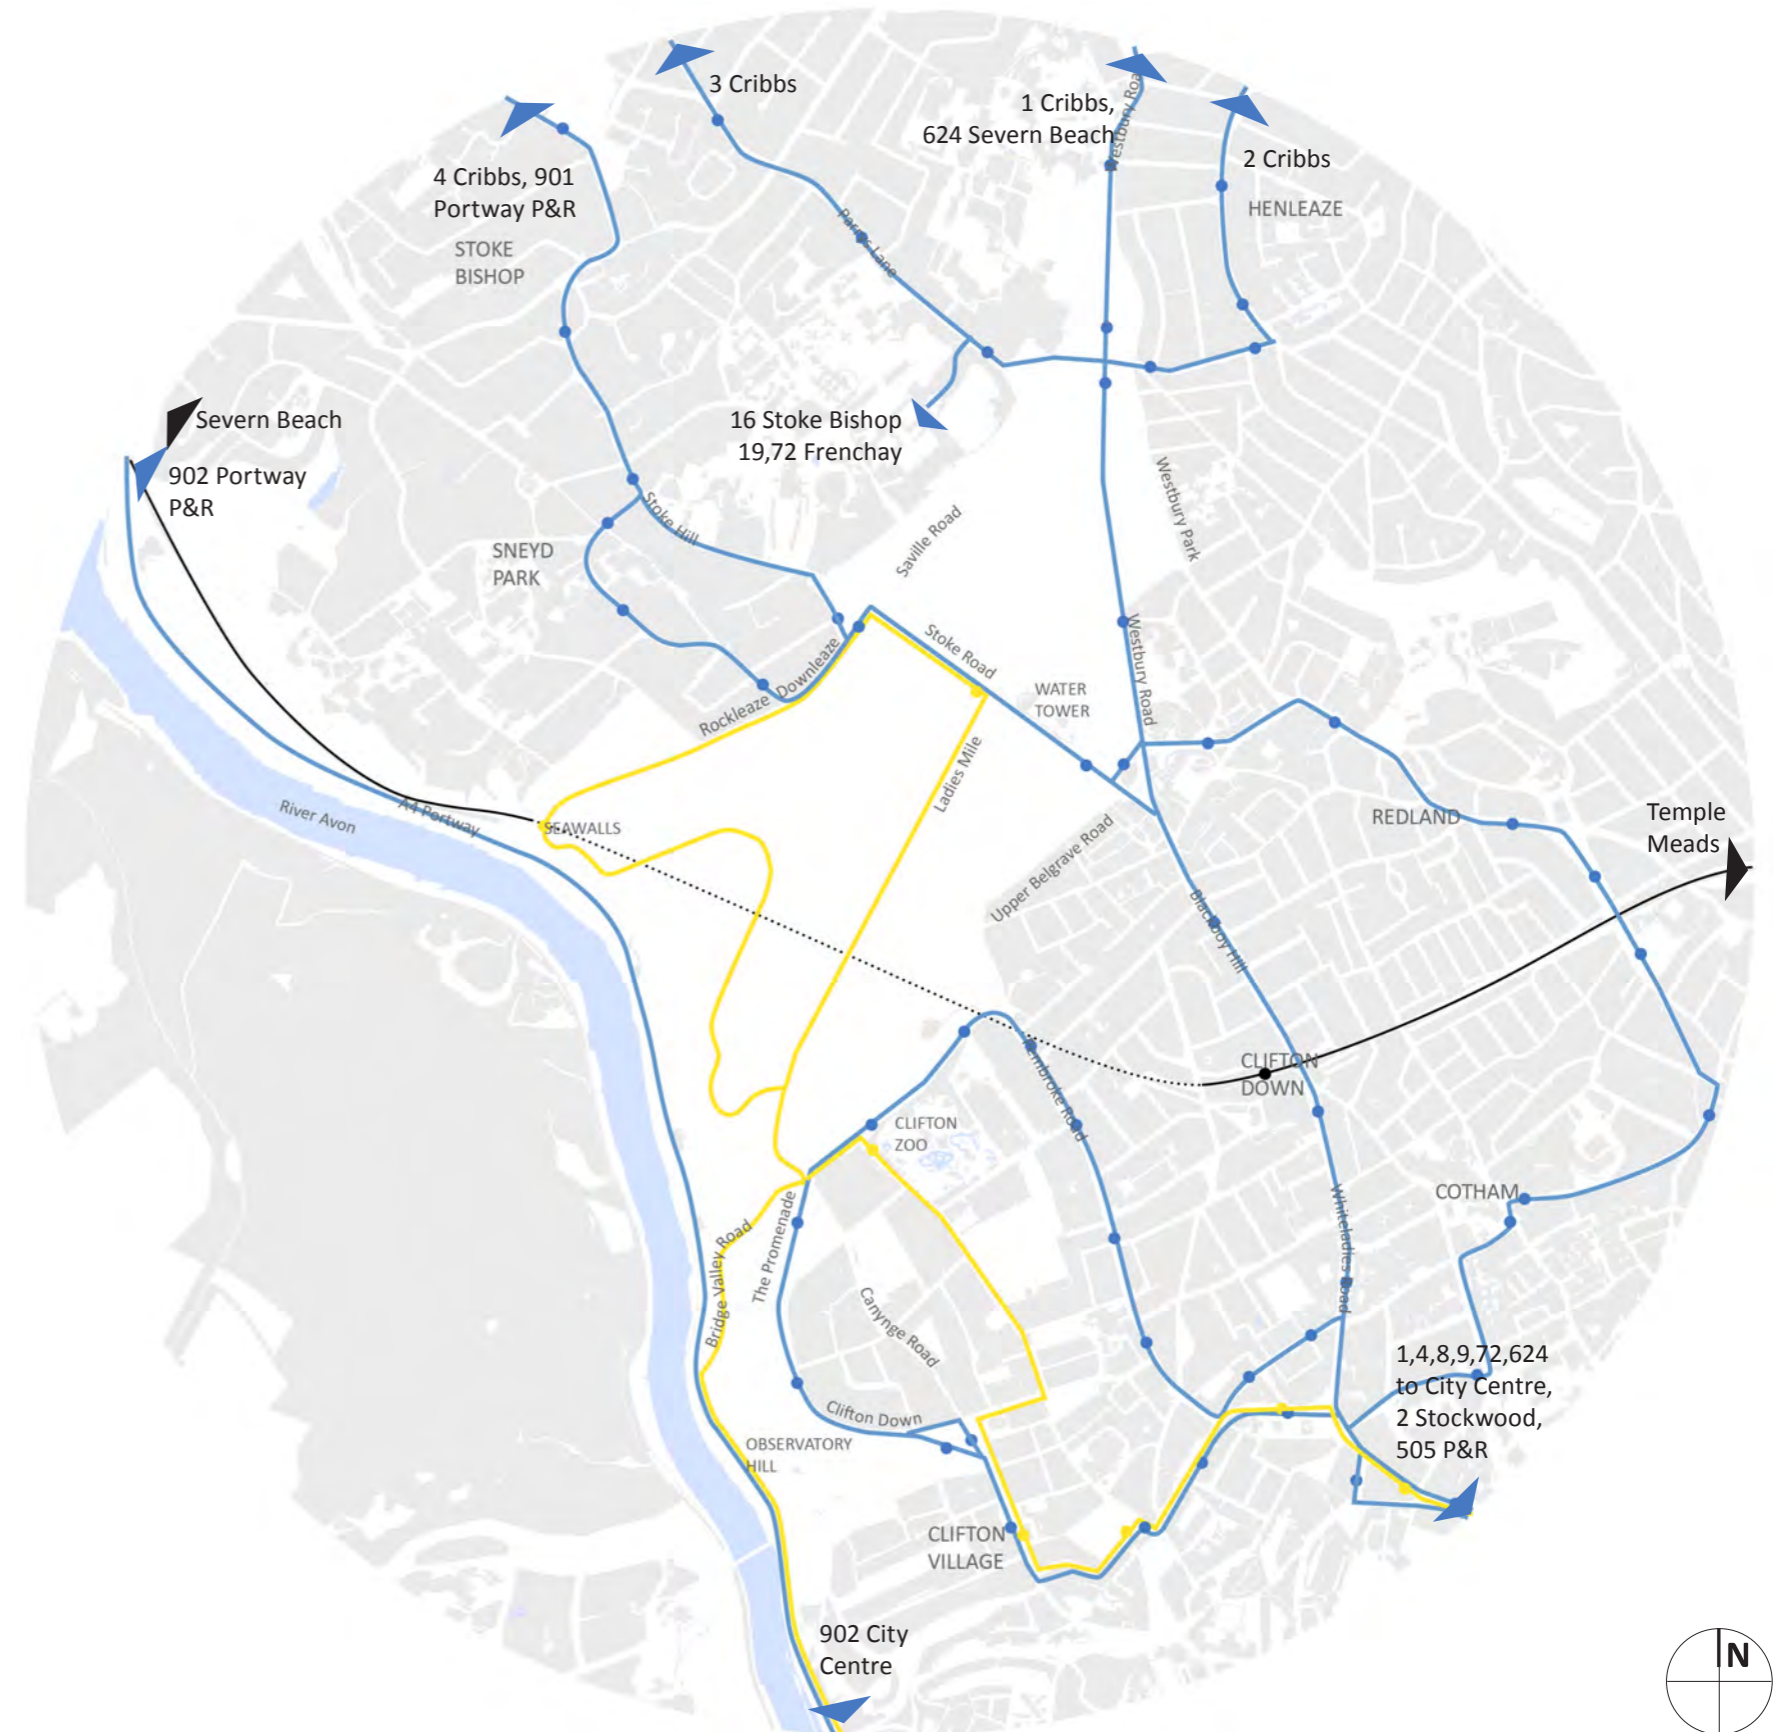 3 Cribbs
1 Cribbs,
624 Severn Beach
Westbury Road
2 Cribbs
HENLEAZE
4 Cribbs, 901
Portway P&R
STOKE
BISHOP
Parrys Lane
Severn Beach
902 Portway
P&R
16 Stoke Bishop
19,72 Frenchay
Westbury Park
Stoke Hill
Saville Road
SNEYD
PARK
Stoke Road
Westbury Road
Rockleaze
Downleaze
WATER
TOWER
Ladies Mile
River Avon
A4 Portway
SEAWALLS
Upper Belgrave Road
REDLAND
Temple
Meads
Blackboy Hill
Pembroke Road
CLIFTON
DOWN
CLIFTON
ZOO
COTHAM
Whiteladies Road
The Promenade
Bridge Valley Road
Canynge Road
Clifton Down
1,4,8,9,72,624
to City Centre,
2 Stockwood,
505 P&R
OBSERVATORY
HILL
CLIFTON
VILLAGE
902 City
Centre
N